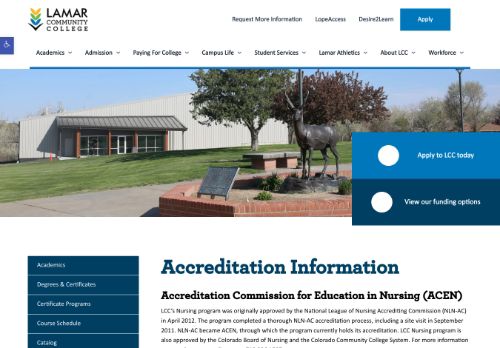 LAMAR
COMMUNITY
COLLEGE
Request More Information LopeAccess Desire2Learn Apply
Academics Admission Paying For College Campus Life Student Services Lamar Athletics About LCC Workforce
Apply to LCC today
View our funding options
Academics
Degrees & Certificates
Certificate Programs
Course Schedule
Catalog
Accreditation Information
Accreditation Commission for Education in Nursing (ACEN)
LCC's Nursing program was originally approved by the National League of Nursing Accrediting Commission (NLN-AC)
in April 2012. The program completed a thorough NLN-AC accreditation process, including a site visit in September
2011. NLN-AC became ACEN, through which the program currently holds its accreditation. LCC Nursing program is
also approved by the Colorado Board of Nursing and the Colorado Community College System. For more information